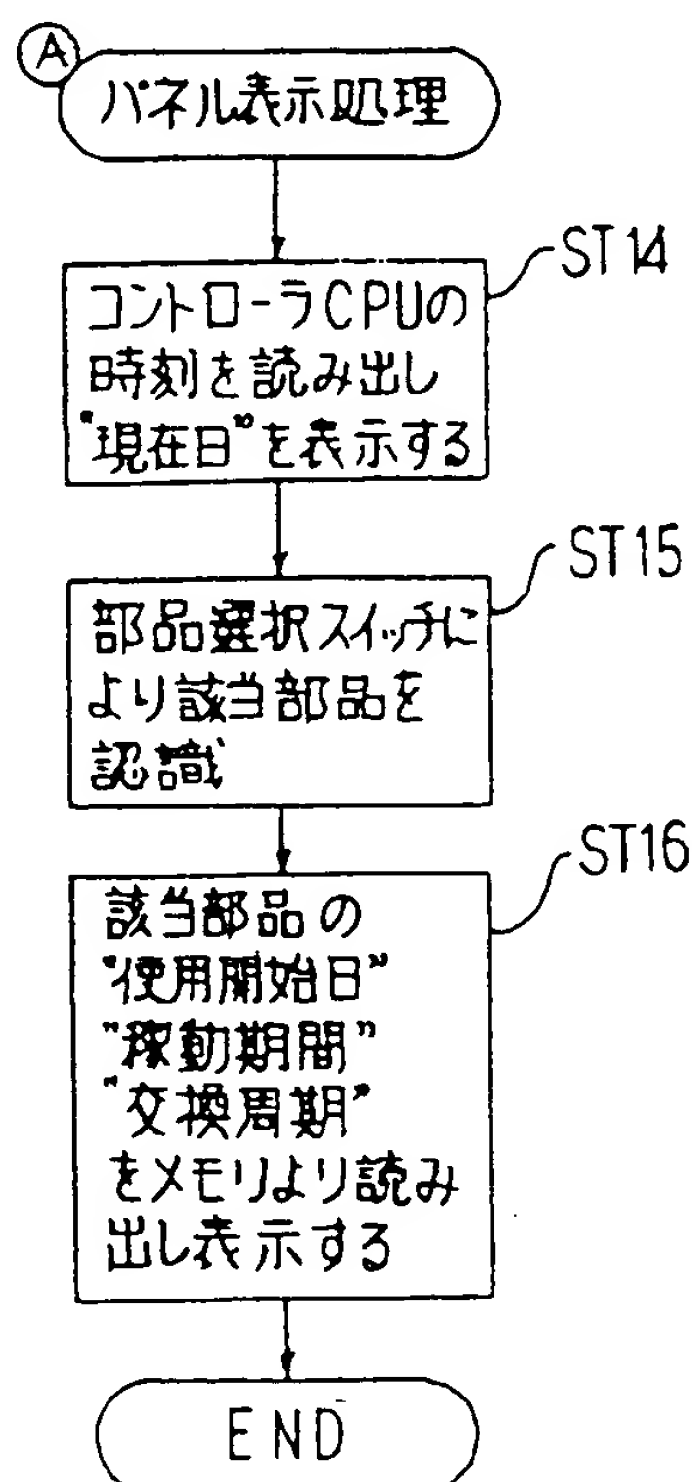 A
パネル表示処理
ST14
コントローラCPUの
時刻を読み出し
"現在日"を表示する
ST15
部品選択スイッチに
より該当部品を
認識
ST16
該当部品の
"使用開始日"
"稼動期間"
"交換周期"
をメモリより読み
出し表示する
END